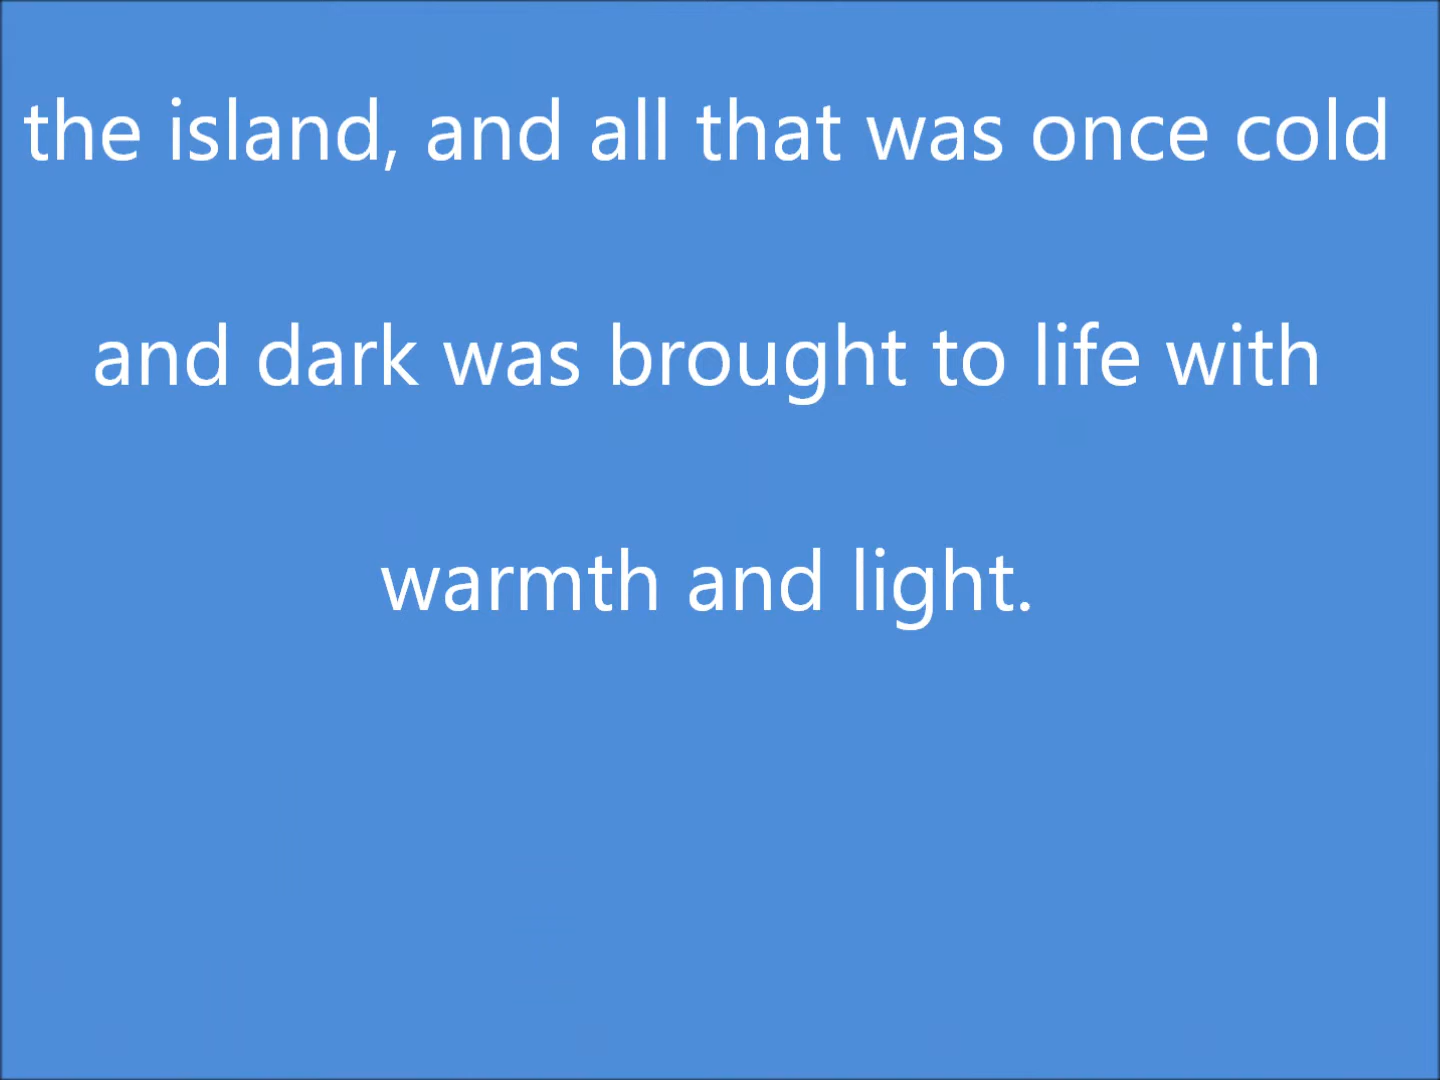 the island, and all that was once cold
and dark was brought to life with
warmth and light.